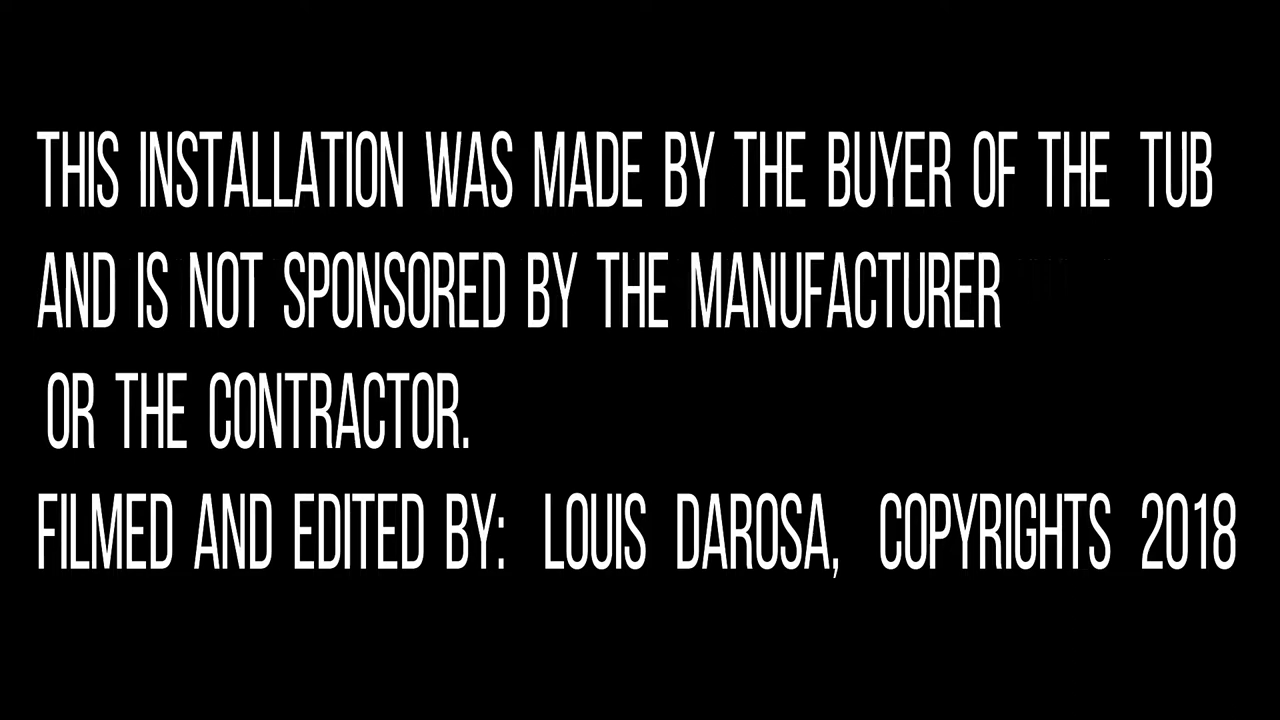 THIS INSTALLATION WAS MADE BY THE BUYER OF THE TUB
AND IS NOT SPONSORED BY THE MANUFACTURER
OR THE CONTRACTOR.
FILMED AND EDITED BY: LOUIS DAROSA, COPYRIGHTS 2018